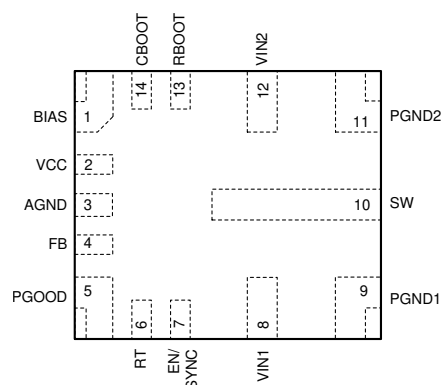 CBOOT
RBOOT
VIN2
14
13
12
BIAS
1
11
PGND2
VCC
2
AGND
3
10
SW
FB
4
PGOOD
5
9
PGND1
6
7
8
RT
EN/
SYNC
VIN1